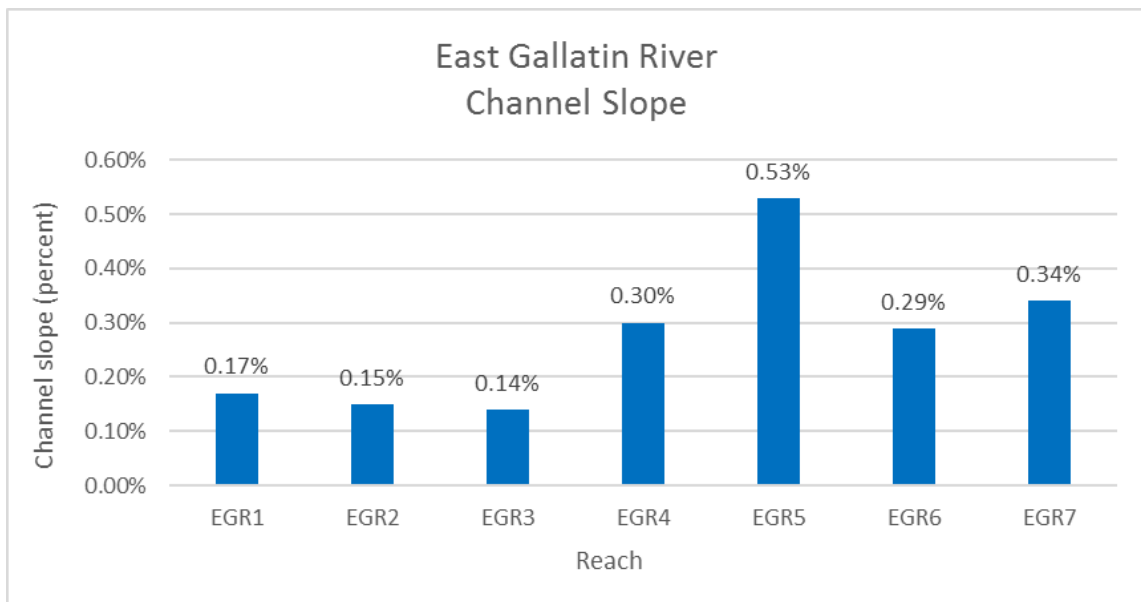 East Gallatin River
Channel Slope
Channel slope (percent)
0.60%
0.50%
0.40%
0.30%
0.20%
0.10%
0.00%
0.17%
0.15%
0.14%
0.30%
0.53%
0.29%
0.34%
EGR1 EGR2 EGR3 EGR4 EGR5 EGR6 EGR7
Reach